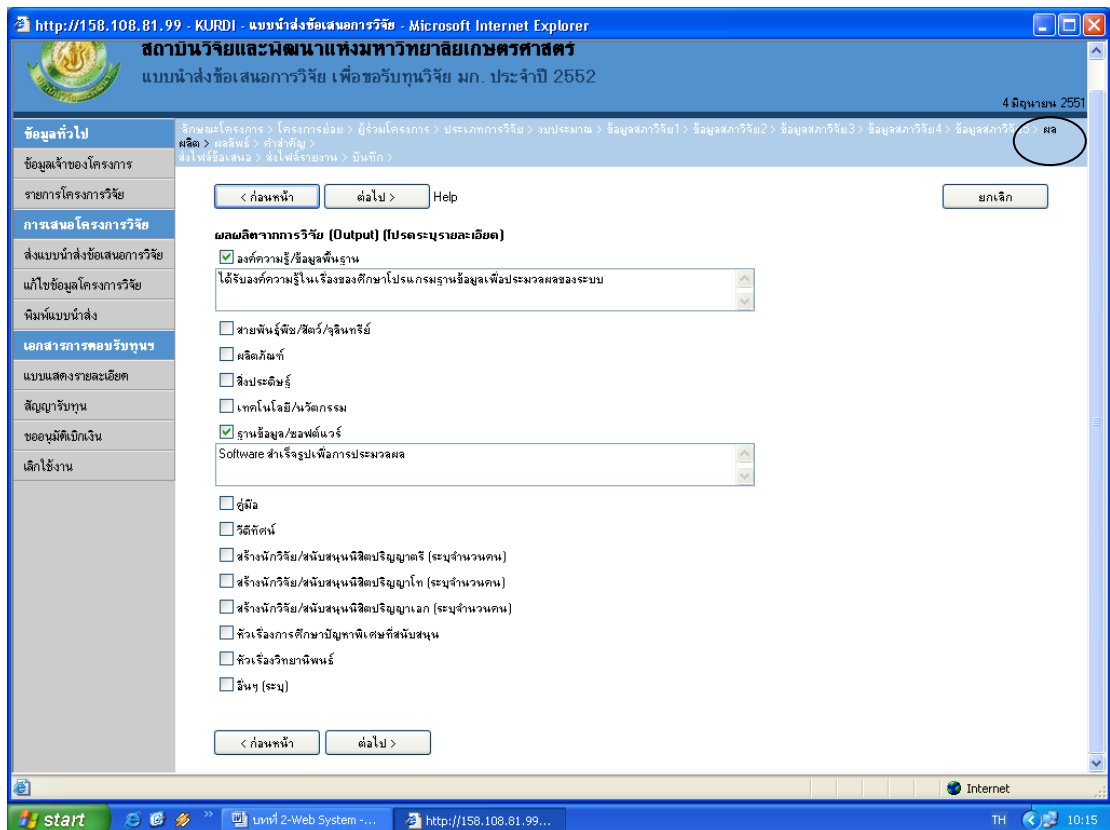 http://158.108.81.99 - KURDI - แบบนำส่งข้อเสนอการวิจัย - Microsoft Internet Explorer
สถาบันวิจัยและพัฒนาแห่งมหาวิทยาลัยเกษตรศาสตร์
แบบนำส่งข้อเสนอการวิจัย เพื่อขอรับทุนวิจัย มก. ประจำปี 2552
4 มิถุนายน 2551
ลักษณะโครงการ > โครงการย่อย > ผู้ร่วมโครงการ > ประเภทการวิจัย > งบประมาณ > ข้อมูลสภาวิจัย1 > ข้อมูลสภาวิจัย2 > ข้อมูลสภาวิจัย3 > ข้อมูลสภาวิจัย4 > ข้อมูลสภาวิจัย5 > ผล
ผลิต > ผลลัพธ์ > คำสำคัญ >
ส่งไฟล์ข้อเสนอ > ส่งไฟล์รายงาน > บันทึก >
ข้อมูลทั่วไป
ข้อมูลเจ้าของโครงการ
รายการโครงการวิจัย
การเสนอโครงการวิจัย
ส่งแบบนำส่งข้อเสนอการวิจัย
แก้ไขข้อมูลโครงการวิจัย
พิมพ์แบบนำส่ง
เอกสารการตอบรับทุนฯ
แบบแสดงรายละเอียด
สัญญารับทุน
ขออนุมัติเบิกเงิน
เลิกใช้งาน
< ก่อนหน้า ต่อไป > Help ยกเลิก
ผลผลิตจากการวิจัย (Output) (โปรดระบุรายละเอียด)
องค์ความรู้/ข้อมูลพื้นฐาน
ได้รับองค์ความรู้ในเรื่องของศึกษาโปรแกรมฐานข้อมูลเพื่อประมวลผลของระบบ
สายพันธุ์พืช/สัตว์/จุลินทรีย์
ผลิตภัณฑ์
สิ่งประดิษฐ์
เทคโนโลยี/นวัตกรรม
ฐานข้อมูล/ซอฟต์แวร์
Software สำเร็จรูปเพื่อการประมวลผล
คู่มือ
วีดีทัศน์
สร้างนักวิจัย/สนับสนุนนิสิตปริญญาตรี (ระบุจำนวนคน)
สร้างนักวิจัย/สนับสนุนนิสิตปริญญาโท (ระบุจำนวนคน)
สร้างนักวิจัย/สนับสนุนนิสิตปริญญาเอก (ระบุจำนวนคน)
หัวเรื่องการศึกษาปัญหาพิเศษที่สนับสนุน
หัวเรื่องวิทยานิพนธ์
อื่นๆ (ระบุ)
< ก่อนหน้า ต่อไป >
Internet
start บทที่ 2-Web System -... http://158.108.81.99... TH 10:15